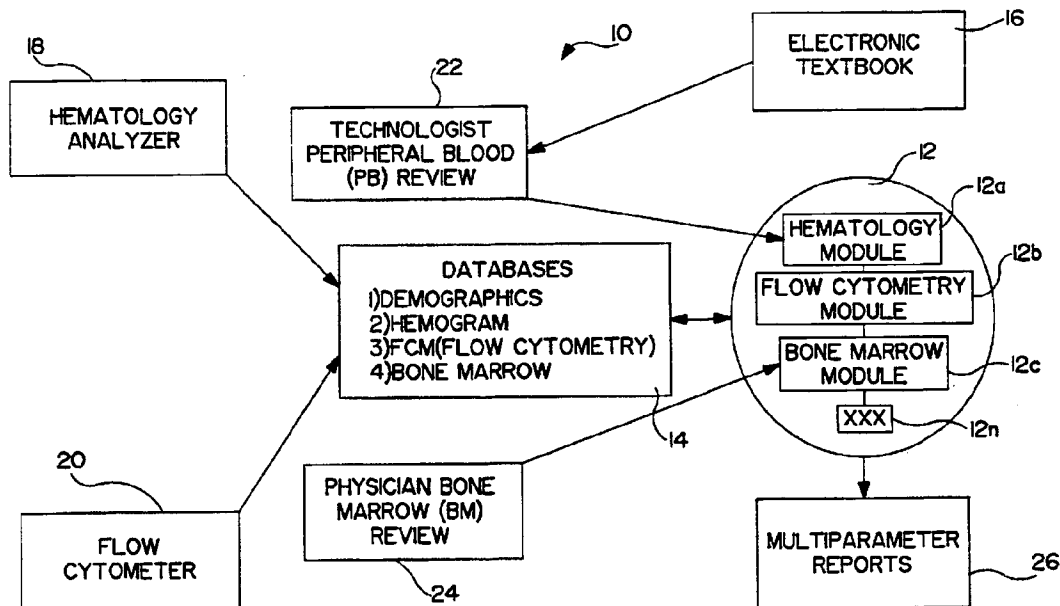 10
16
ELECTRONIC
TEXTBOOK
18
HEMATOLOGY
ANALYZER
22
TECHNOLOGIST
PERIPHERAL BLOOD
(PB) REVIEW
12
12a
HEMATOLOGY
MODULE
12b
FLOW CYTOMETRY
MODULE
BONE MARROW
MODULE
12c
XXX
12n
DATABASES
1)DEMOGRAPHICS
2)HEMOGRAM
3)FCM(FLOW CYTOMETRY)
4)BONE MARROW
14
20
FLOW
CYTOMETER
PHYSICIAN BONE
MARROW (BM)
REVIEW
24
MULTIPARAMETER
REPORTS
26